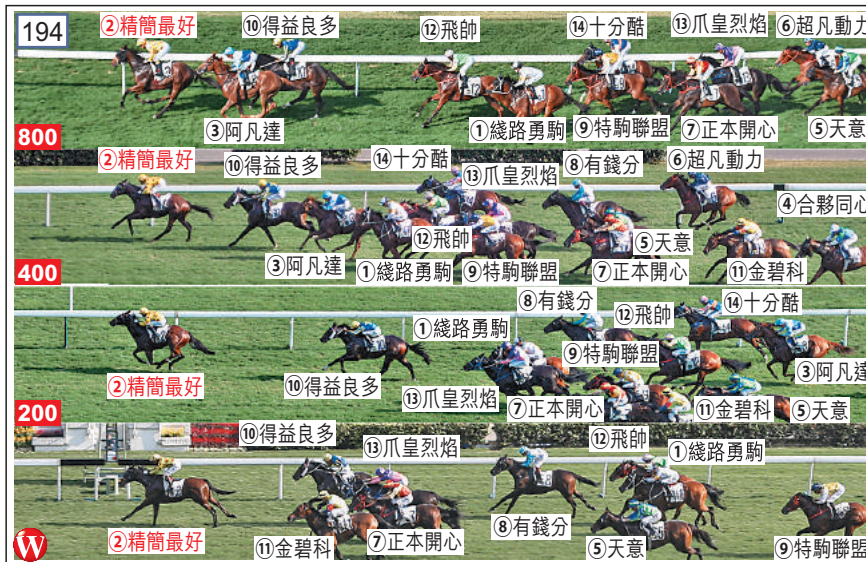 194
②精簡最好 ⑩得益良多 ⑫飛帥 ⑭十分酷 ⑬爪皇烈焰 ⑥超凡動力
③阿凡達 ①綫路勇駒 ⑨特駒聯盟 ⑦正本開心 ⑤天意
800
②精簡最好 ⑩得益良多 ⑭十分酷 ⑬爪皇烈焰 ⑧有錢分 ⑥超凡動力
④合夥同心
③阿凡達 ①綫路勇駒 ⑫飛帥 ⑨特駒聯盟 ⑦正本開心 ⑤天意 ⑪金碧科
400
①綫路勇駒 ⑧有錢分 ⑫飛帥 ⑭十分酷
②精簡最好 ⑩得益良多 ⑬爪皇烈焰 ⑦正本開心 ⑨特駒聯盟 ⑪金碧科 ⑤天意 ③阿凡達
200
⑩得益良多 ⑬爪皇烈焰 ⑫飛帥 ①綫路勇駒
②精簡最好 ⑪金碧科 ⑦正本開心 ⑧有錢分 ⑤天意 ⑨特駒聯盟
W